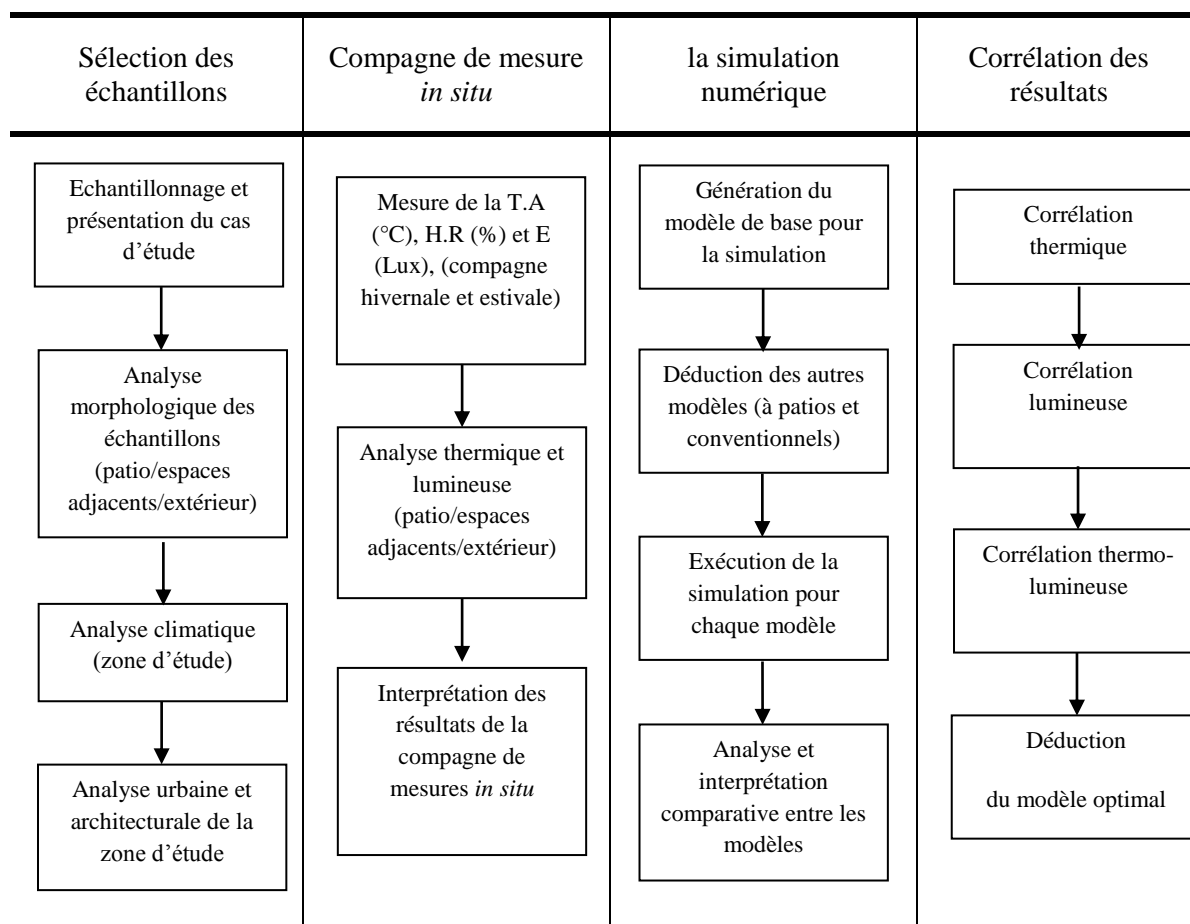 Sélection des
échantillons
Compagne de mesure
in situ
la simulation
numérique
Corrélation des
résultats
Echantillonnage et
présentation du cas
d’étude
Analyse
morphologique des
échantillons
(patio/espaces
adjacents/extérieur)
Analyse climatique
(zone d’étude)
Analyse urbaine et
architecturale de la
zone d’étude
Mesure de la T.A
(°C), H.R (%) et E
(Lux), (compagne
hivernale et estivale)
Analyse thermique et
lumineuse
(patio/espaces
adjacents/extérieur)
Interprétation des
résultats de la
compagne de
mesures in situ
Génération du
modèle de base pour
la simulation
Déduction des autres
modèles (à patios et
conventionnels)
Exécution de la
simulation pour
chaque modèle
Analyse et
interprétation
comparative entre les
modèles
Corrélation
thermique
Corrélation
lumineuse
Corrélation thermo-
lumineuse
Déduction
du modèle optimal